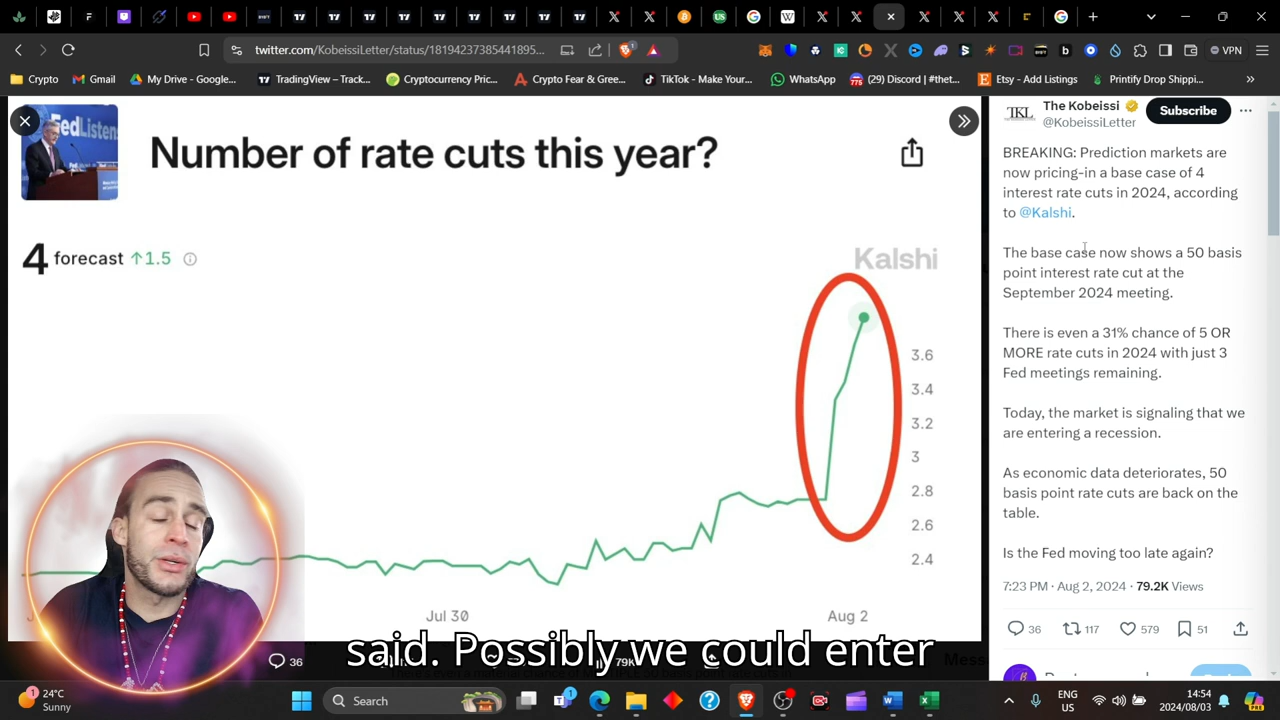 twitter.com/KobeissiLetter/status/18194237385441895...
VPN
Crypto
Gmail
My Drive - Google...
TradingView – Track...
Cryptocurrency Pric...
Crypto Fear & Gree...
TikTok - Make Your...
WhatsApp
(29) Discord | #thet...
Etsy - Add Listings
Printify Drop Shippi...
FedListens
Number of rate cuts this year?
4 forecast ↑1.5
Kalshi
3.6
3.4
3.2
3
2.8
2.6
2.4
Jul 30
Aug 2
TKL
The Kobeissi
@KobeissiLetter
Subscribe
BREAKING: Prediction markets are
now pricing-in a base case of 4
interest rate cuts in 2024, according
to @Kalshi.
The base case now shows a 50 basis
point interest rate cut at the
September 2024 meeting.
There is even a 31% chance of 5 OR
MORE rate cuts in 2024 with just 3
Fed meetings remaining.
Today, the market is signaling that we
are entering a recession.
As economic data deteriorates, 50
basis point rate cuts are back on the
table.
Is the Fed moving too late again?
7:23 PM · Aug 2, 2024 · 79.2K Views
36
117
579
51
36
said. Possibly we could enter
24°C
Sunny
Search
ENG
US
14:54
2024/08/03